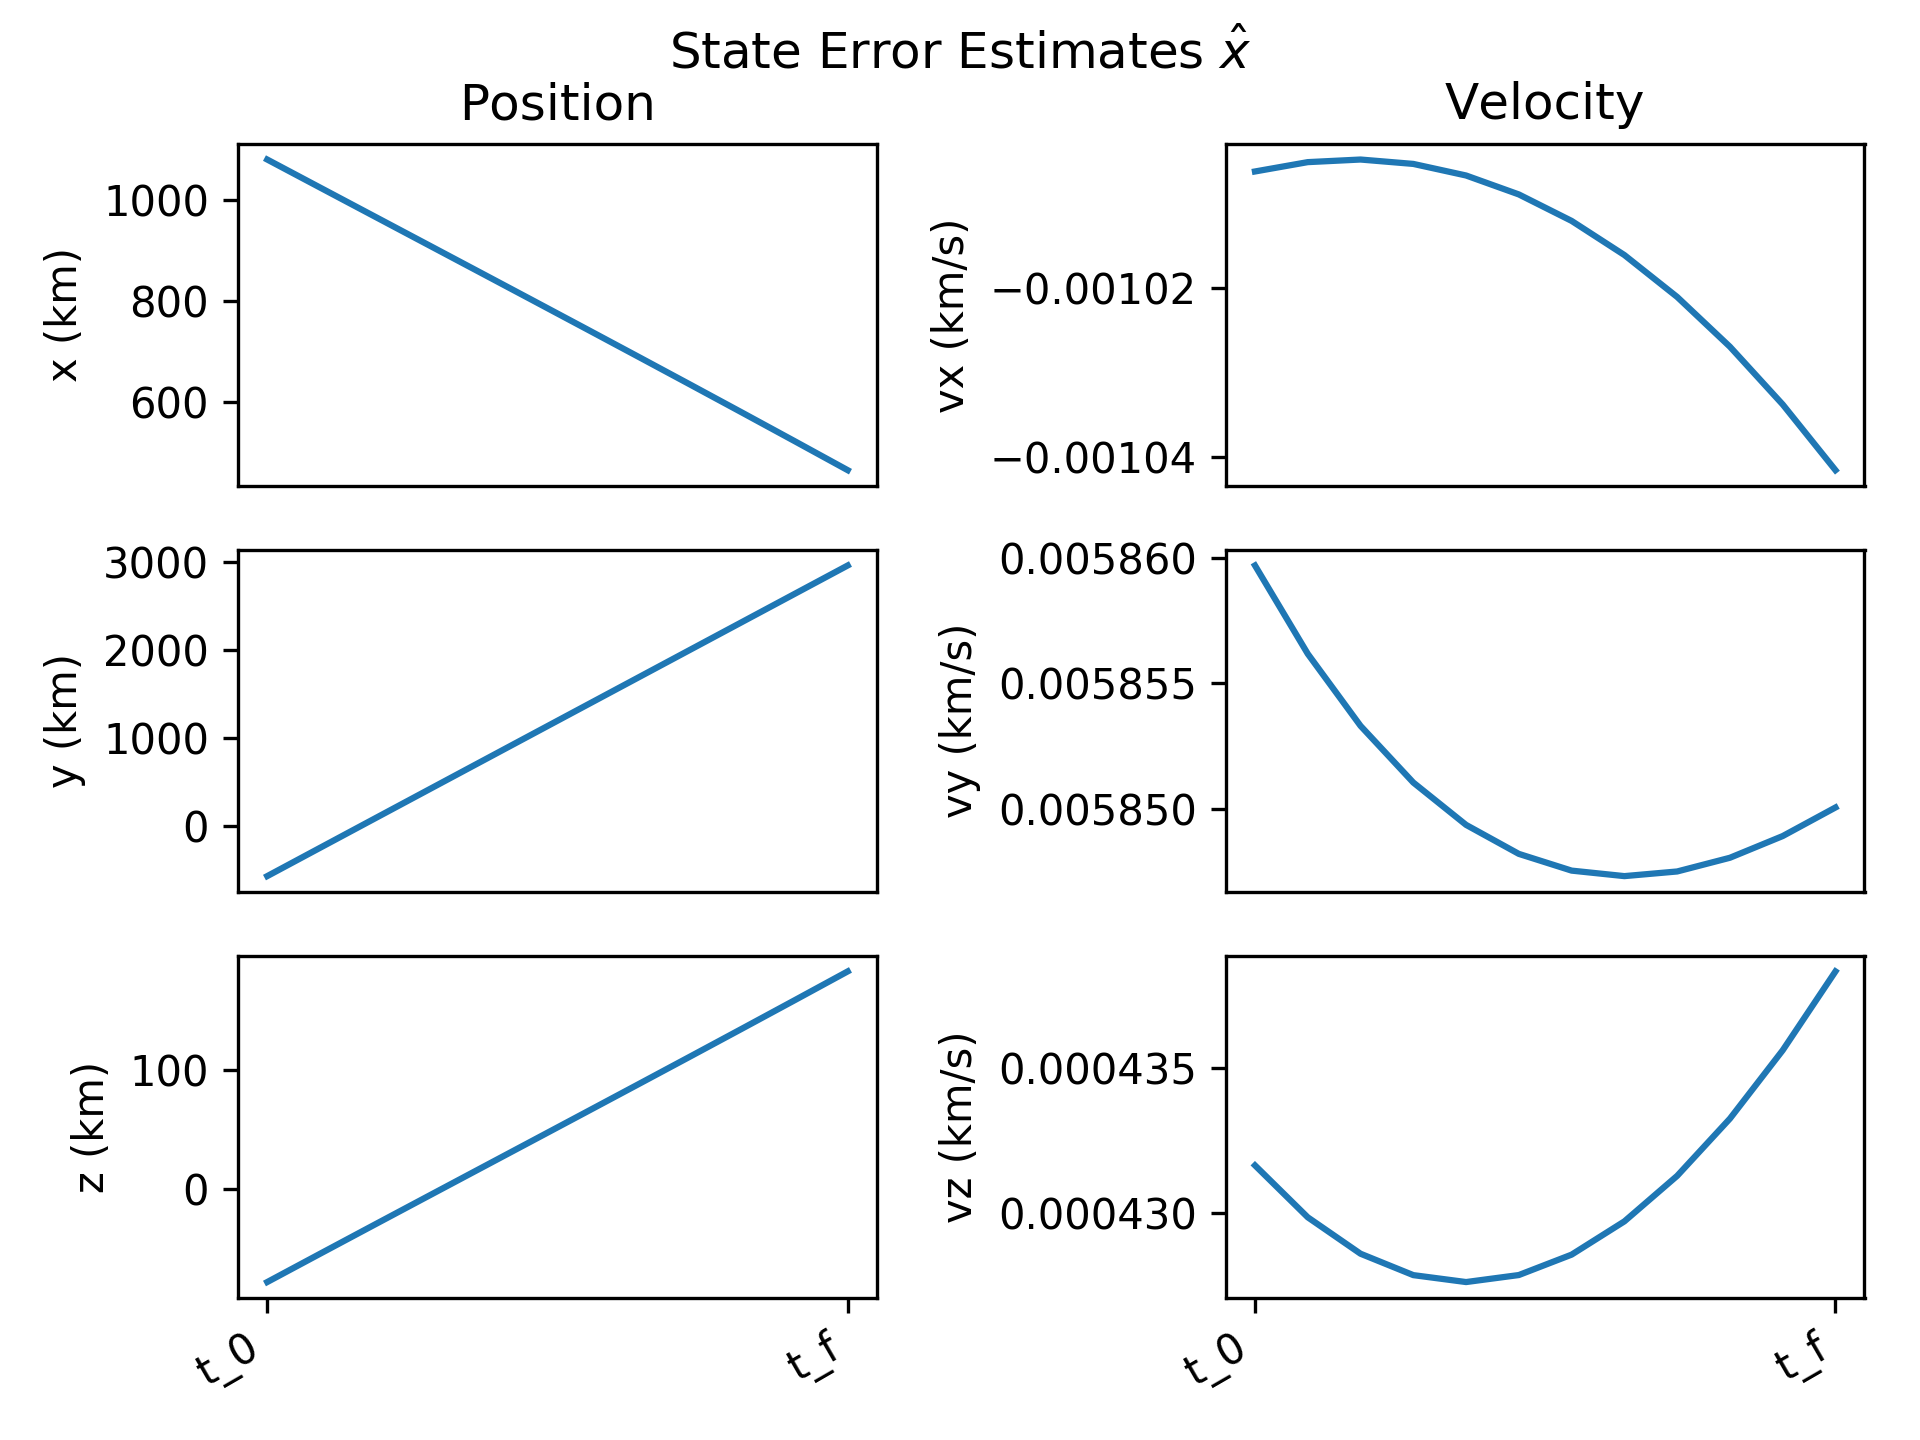 State Error Estimates x̂
Position
Velocity
x (km)
1000
800
600
vx (km/s)
−0.00102
−0.00104
y (km)
3000
2000
1000
0
vy (km/s)
0.005860
0.005855
0.005850
z (km)
100
0
vz (km/s)
0.000435
0.000430
t_0
t_f
t_0
t_f